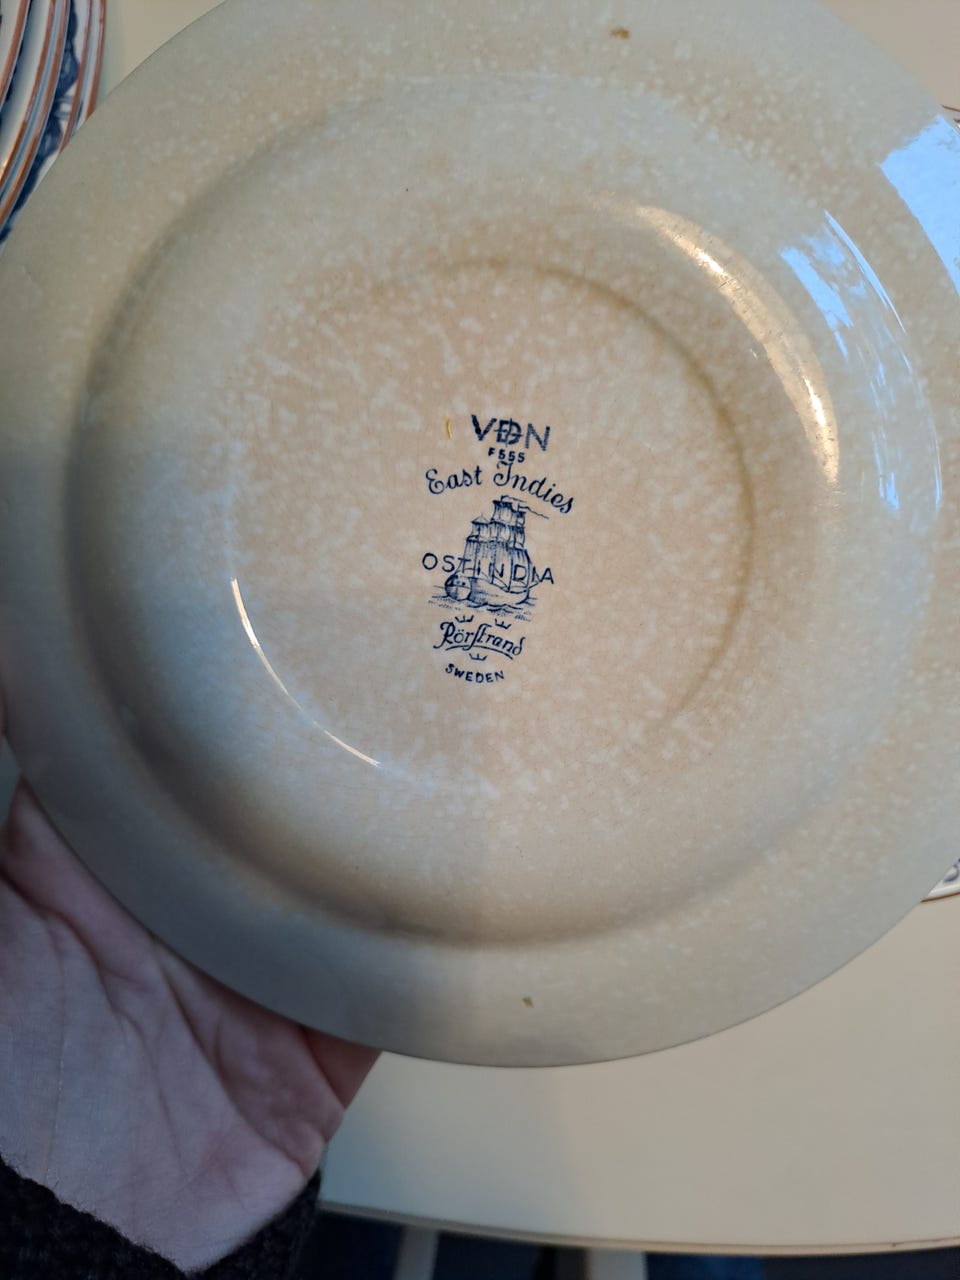 VDN
F555
East Indies
OSTINDIA
Rörstrand
SWEDEN